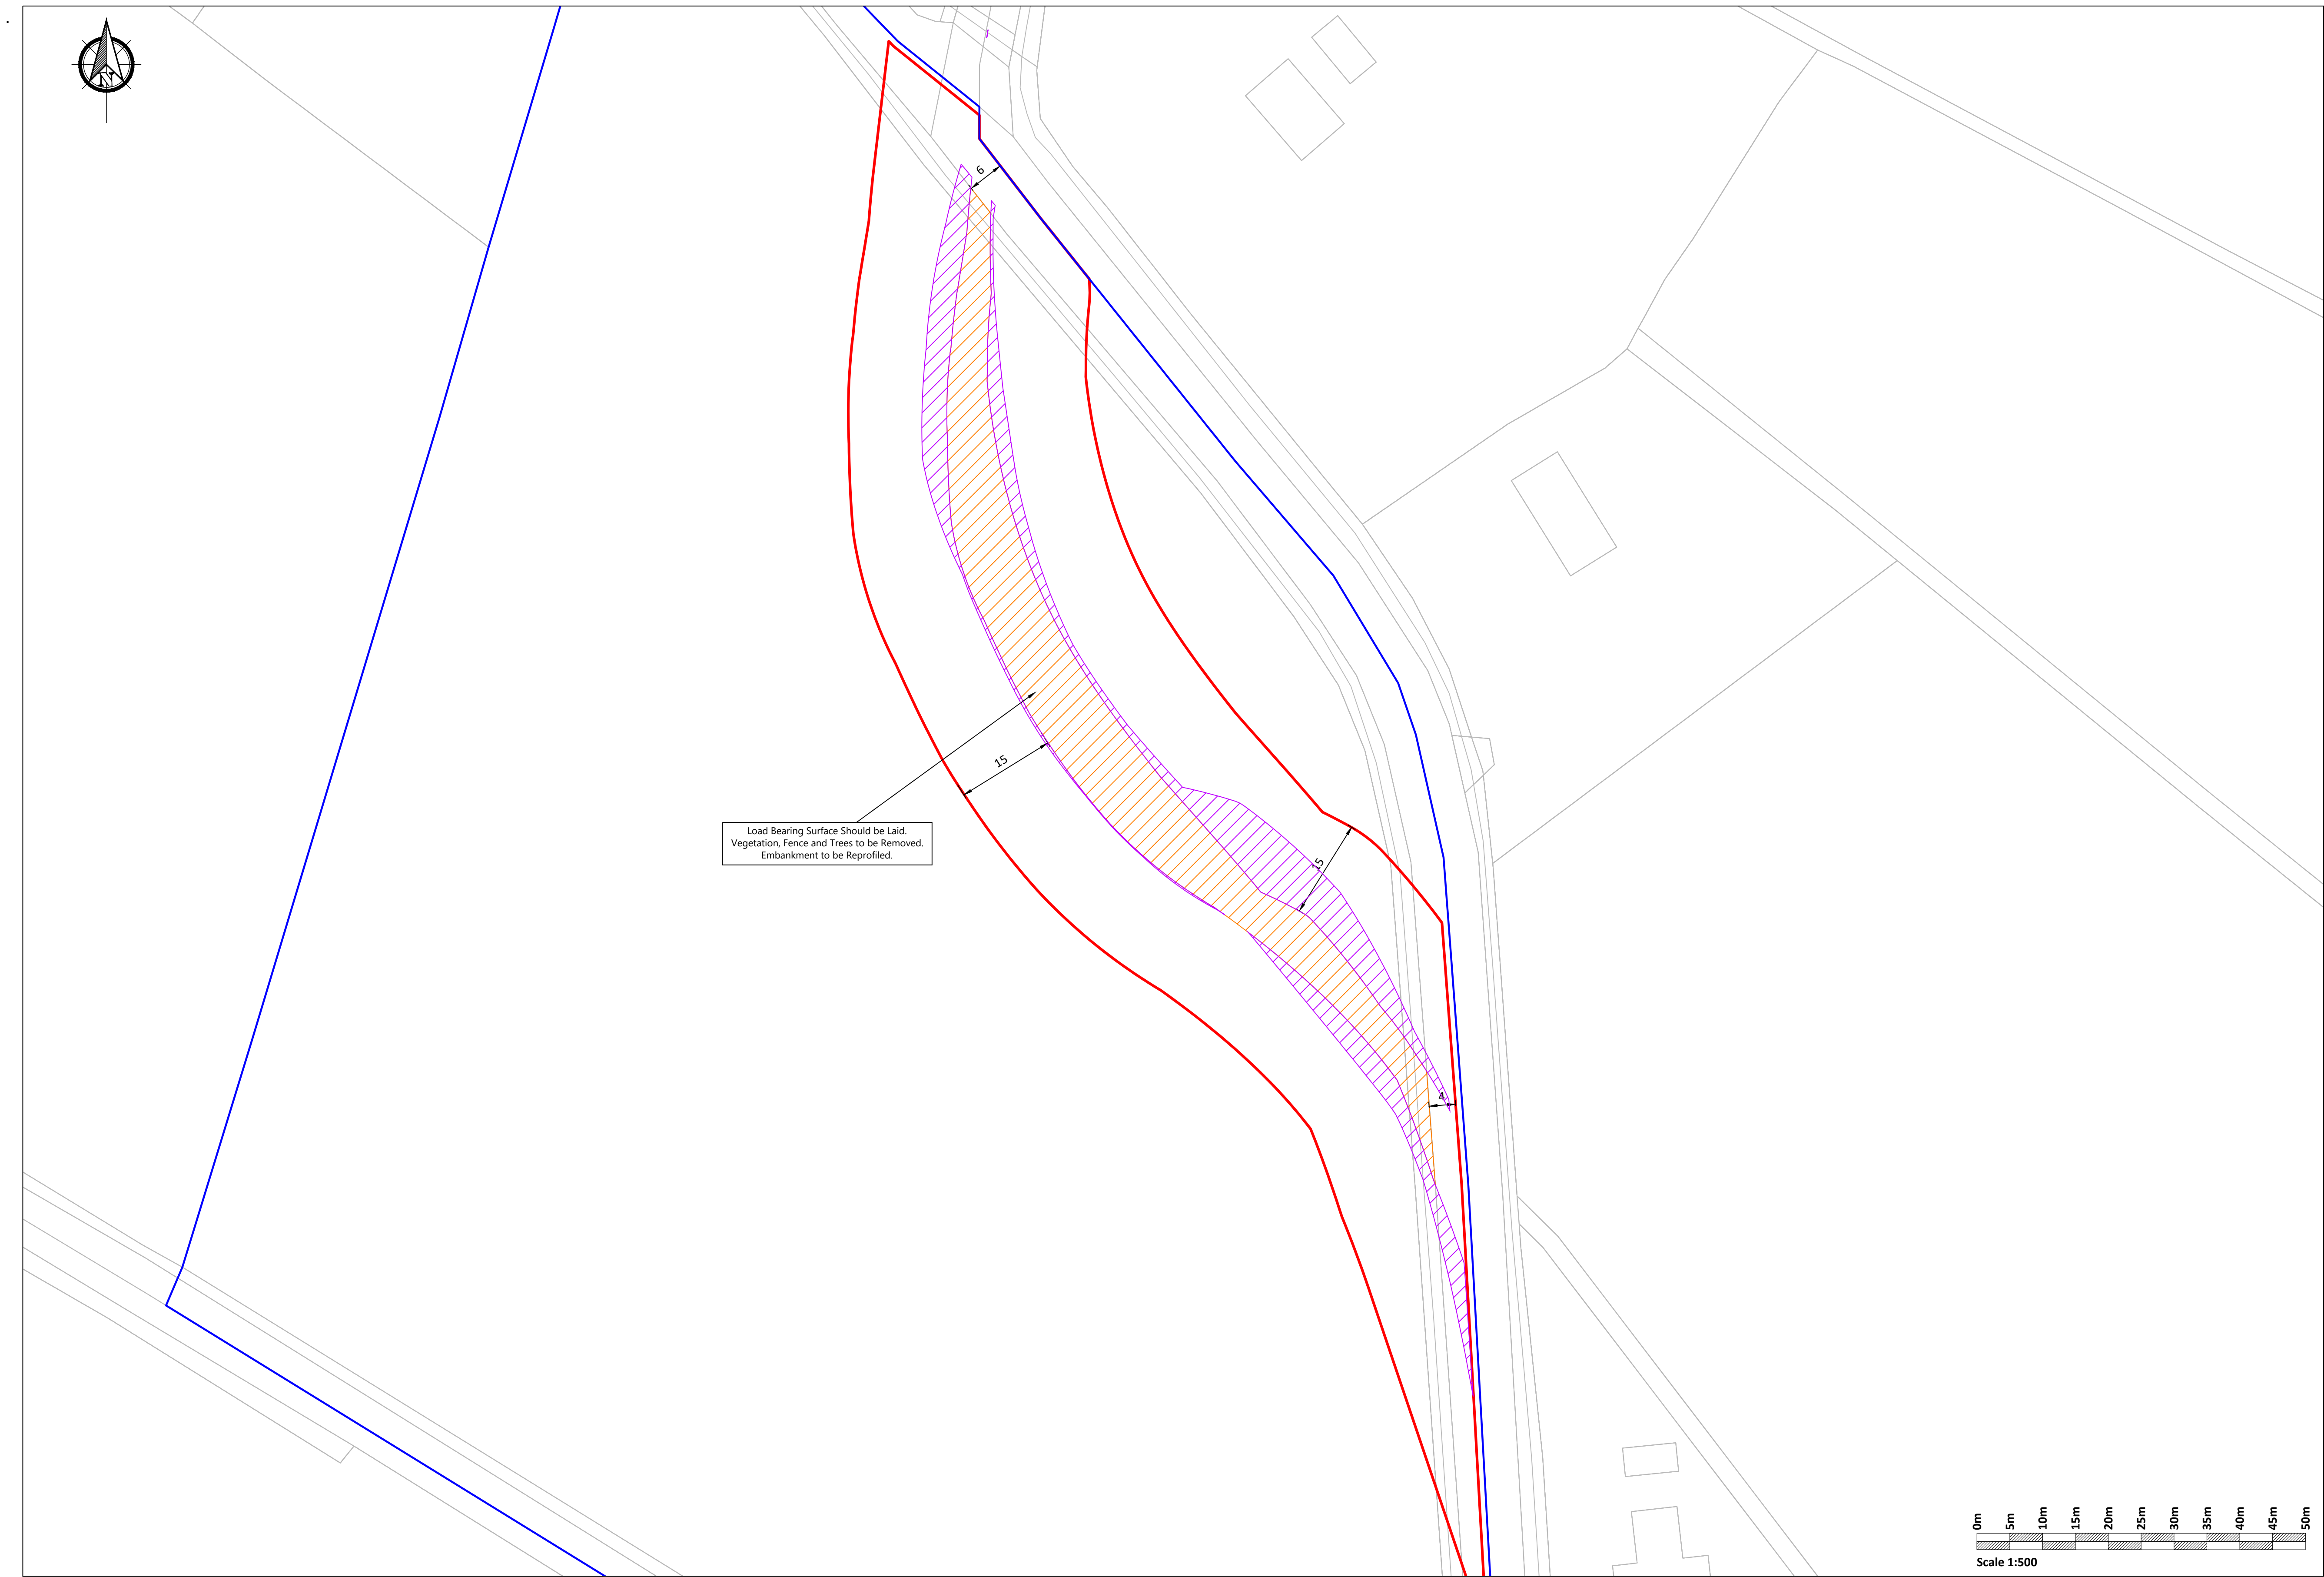 N
6
15
Load Bearing Surface Should be Laid.
Vegetation, Fence and Trees to be Removed.
Embankment to be Reprofiled.
15
4
0m
5m
10m
15m
20m
25m
30m
35m
40m
45m
50m
Scale 1:500